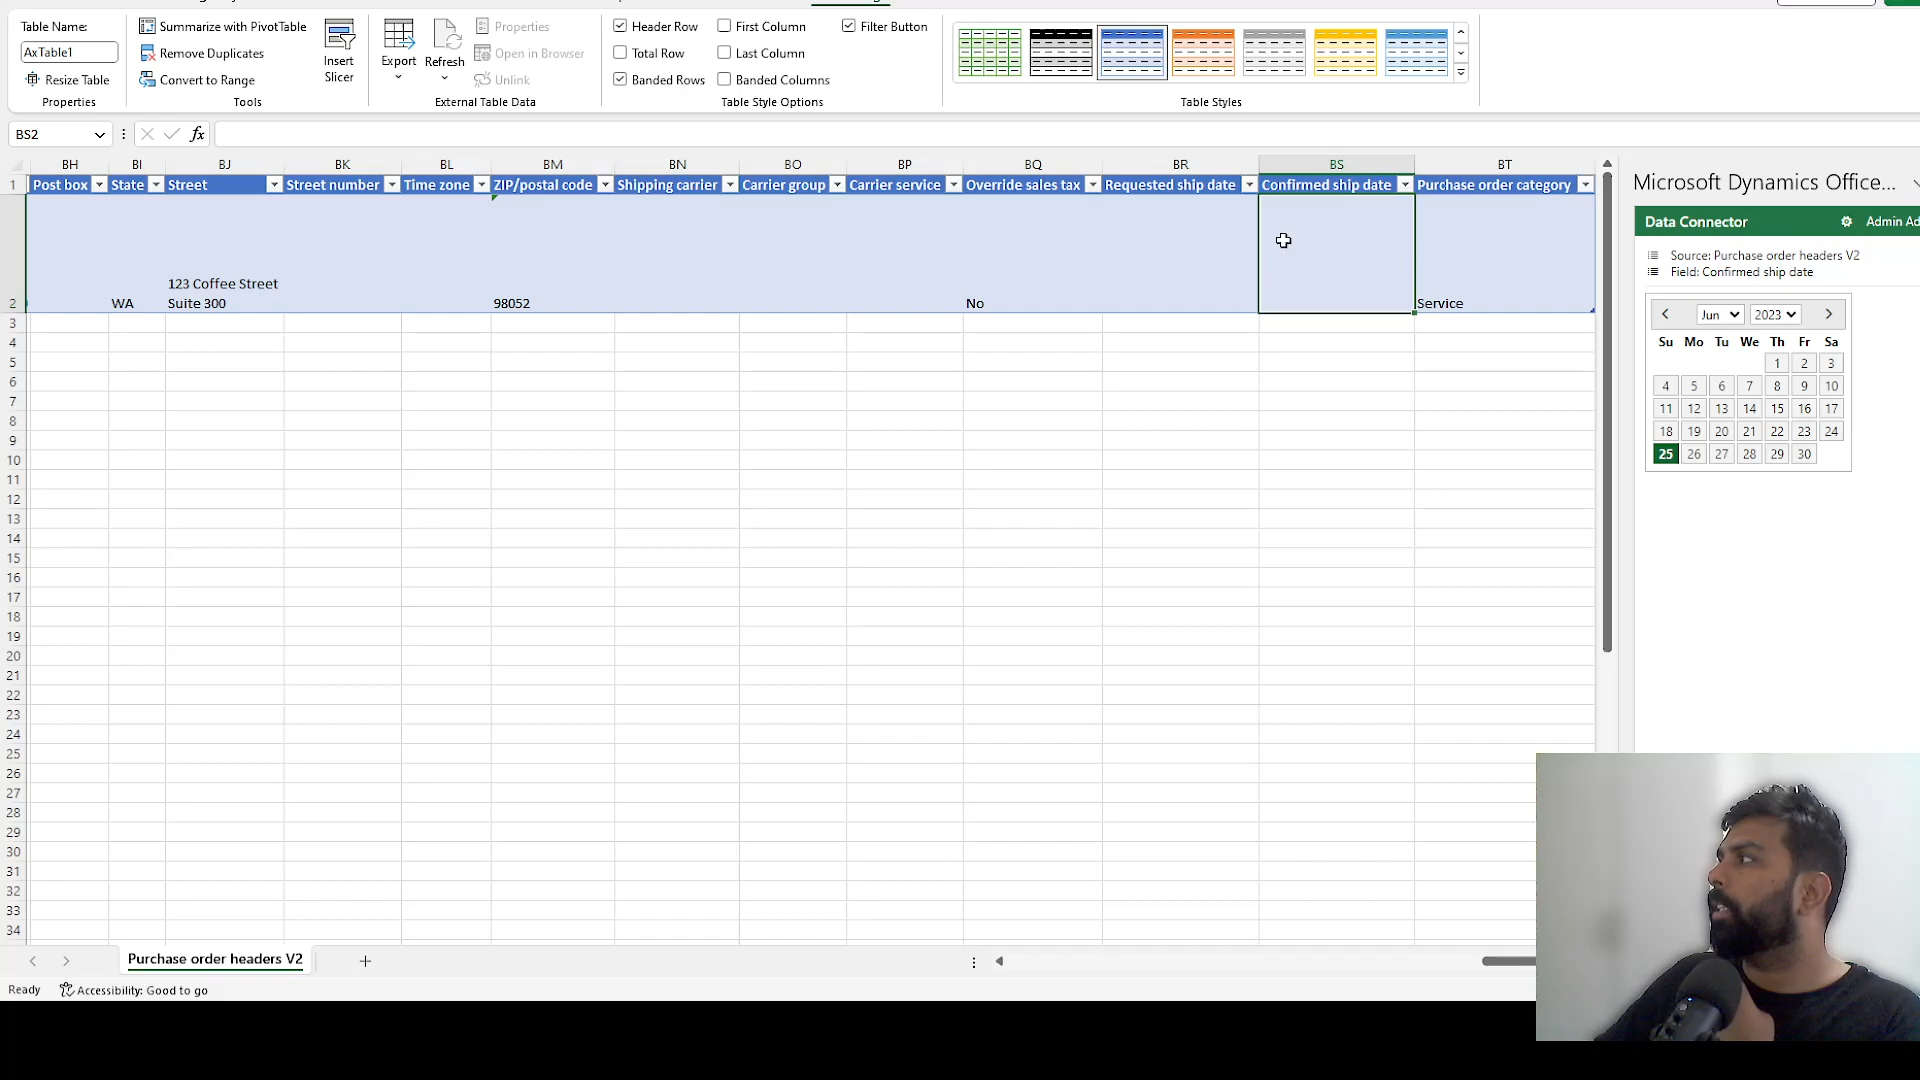 Table Name:
AxTable1
Resize Table
Properties
Summarize with PivotTable
Remove Duplicates
Convert to Range
Tools
Insert
Slicer
Export
Refresh
Properties
Open in Browser
Unlink
External Table Data
Header Row
Total Row
Banded Rows
First Column
Last Column
Banded Columns
Filter Button
Table Style Options
Table Styles
BS2
fx
BH BI BJ BK BL BM BN BO BP BQ BR BS BT
1 Post box State Street Street number Time zone ZIP/postal code Shipping carrier Carrier group Carrier service Override sales tax Requested ship date Confirmed ship date Purchase order category
123 Coffee Street
2 WA Suite 300 98052 No Service
3
4
5
6
7
8
9
10
11
12
13
14
15
16
17
18
19
20
21
22
23
24
25
26
27
28
29
30
31
32
33
34
Microsoft Dynamics Office...
Data Connector Admin Ad
Source: Purchase order headers V2
Field: Confirmed ship date
Jun 2023
Su Mo Tu We Th Fr Sa
1 2 3
4 5 6 7 8 9 10
11 12 13 14 15 16 17
18 19 20 21 22 23 24
25 26 27 28 29 30
Purchase order headers V2
Ready
Accessibility: Good to go